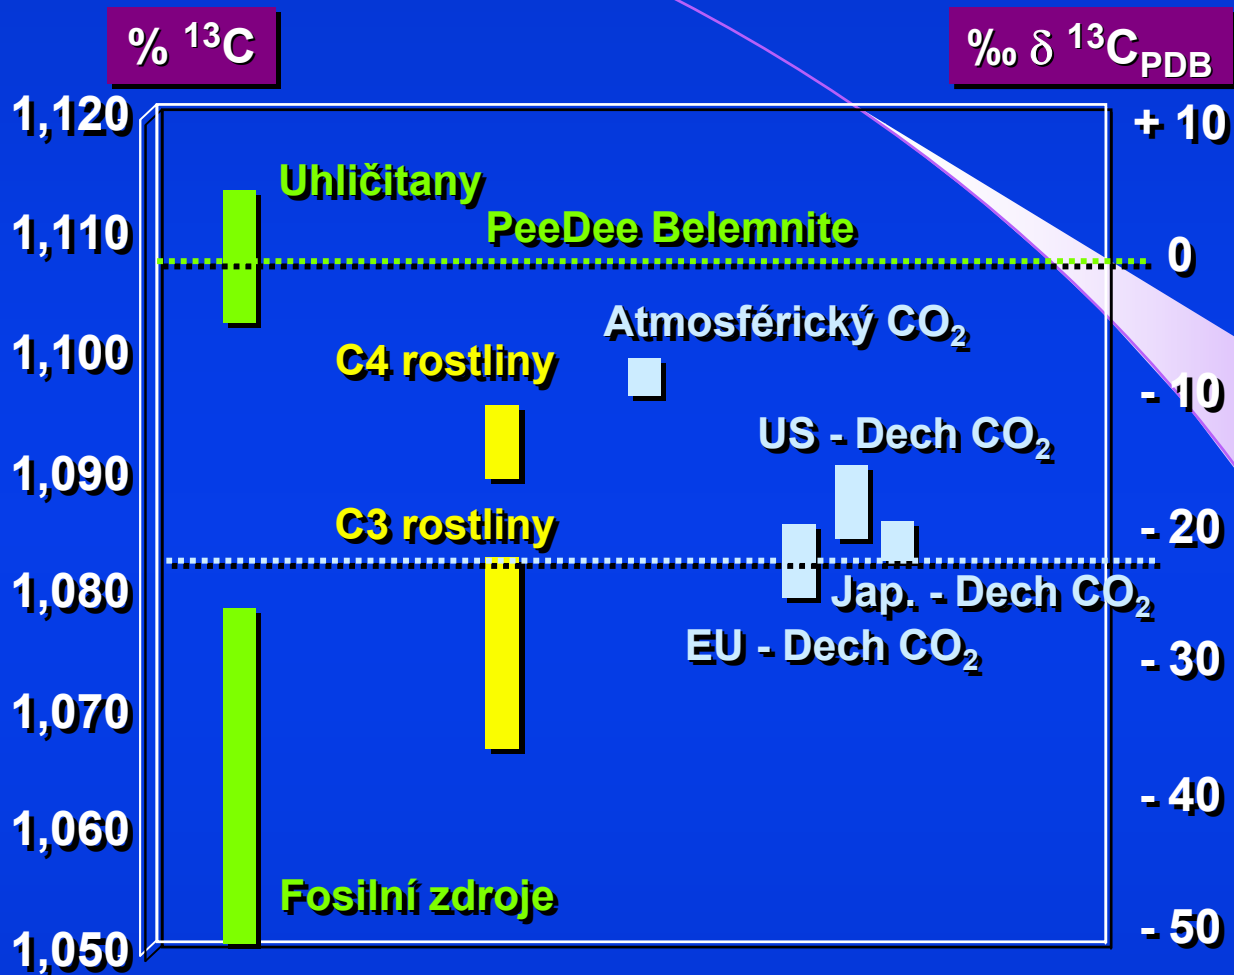 % ¹³C
‰ δ ¹³C_PDB
1,120
+ 10
Uhličitany
PeeDee Belemnite
1,110
0
Atmosférický CO₂
1,100
C4 rostliny
- 10
US - Dech CO₂
1,090
C3 rostliny
- 20
1,080
Jap. - Dech CO₂
EU - Dech CO₂
- 30
1,070
- 40
1,060
Fosilní zdroje
- 50
1,050